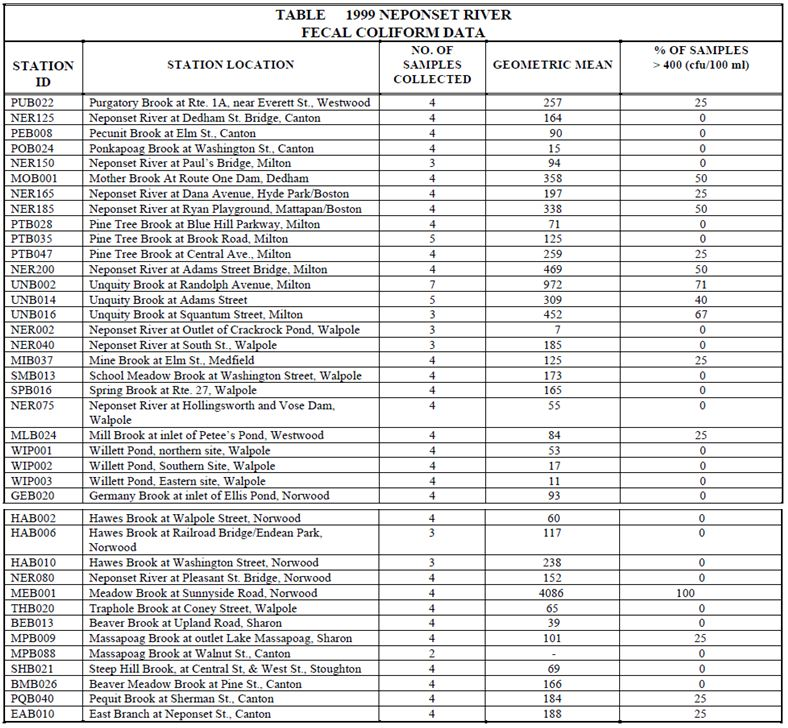 TABLE 1999 NEPONSET RIVER
FECAL COLIFORM DATA
STATION ID STATION LOCATION NO. OF SAMPLES COLLECTED GEOMETRIC MEAN % OF SAMPLES > 400 (cfu/100 ml)
PUB022 Purgatory Brook at Rte. 1A, near Everett St., Westwood 4 257 25
NER125 Neponset River at Dedham St. Bridge, Canton 4 164 0
PEB008 Pecunit Brook at Elm St., Canton 4 90 0
POB024 Ponkapoag Brook at Washington St., Canton 4 15 0
NER150 Neponset River at Paul's Bridge, Milton 3 94 0
MOB001 Mother Brook At Route One Dam, Dedham 4 358 50
NER165 Neponset River at Dana Avenue, Hyde Park/Boston 4 197 25
NER185 Neponset River at Ryan Playground, Mattapan/Boston 4 338 50
PTB028 Pine Tree Brook at Blue Hill Parkway, Milton 4 71 0
PTB035 Pine Tree Brook at Brook Road, Milton 5 125 0
PTB047 Pine Tree Brook at Central Ave., Milton 4 259 25
NER200 Neponset River at Adams Street Bridge, Milton 4 469 50
UNB002 Unquity Brook at Randolph Avenue, Milton 7 972 71
UNB014 Unquity Brook at Adams Street 5 309 40
UNB016 Unquity Brook at Squantum Street, Milton 3 452 67
NER002 Neponset River at Outlet of Crackrock Pond, Walpole 3 7 0
NER040 Neponset River at South St., Walpole 3 185 0
MIB037 Mine Brook at Elm St., Medfield 4 125 25
SMB013 School Meadow Brook at Washington Street, Walpole 4 173 0
SPB016 Spring Brook at Rte. 27, Walpole 4 165 0
NER075 Neponset River at Hollingsworth and Vose Dam, 4 55 0
Walpole
MLB024 Mill Brook at inlet of Petee's Pond, Westwood 4 84 25
WIP001 Willett Pond, northern site, Walpole 4 53 0
WIP002 Willett Pond, Southern Site, Walpole 4 17 0
WIP003 Willett Pond, Eastern site, Walpole 4 11 0
GEB020 Germany Brook at inlet of Ellis Pond, Norwood 4 93 0
HAB002 Hawes Brook at Walpole Street, Norwood 4 60 0
HAB006 Hawes Brook at Railroad Bridge/Endean Park, 3 117 0
Norwood
HAB010 Hawes Brook at Washington Street, Norwood 3 238 0
NER080 Neponset River at Pleasant St. Bridge, Norwood 4 152 0
MEB001 Meadow Brook at Sunnyside Road, Norwood 4 4086 100
THB020 Traphole Brook at Coney Street, Walpole 4 65 0
BEB013 Beaver Brook at Upland Road, Sharon 4 39 0
MPB009 Massapoag Brook at outlet Lake Massapoag, Sharon 4 101 25
MPB088 Massapoag Brook at Walnut St., Canton 2 - 0
SHB021 Steep Hill Brook, at Central St, & West St., Stoughton 4 69 0
BMB026 Beaver Meadow Brook at Pine St., Canton 4 166 0
PQB040 Pequit Brook at Sherman St., Canton 4 184 25
EAB010 East Branch at Neponset St., Canton 4 188 25